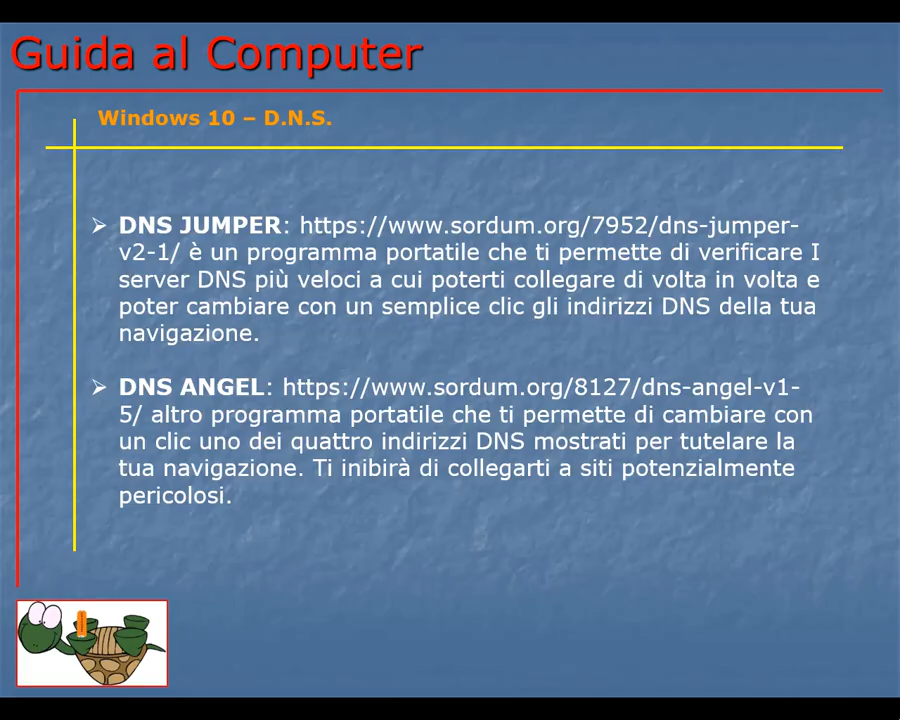 Guida al Computer
Windows 10 – D.N.S.
➢ DNS JUMPER: https://www.sordum.org/7952/dns-jumper-
v2-1/ è un programma portatile che ti permette di verificare I
server DNS più veloci a cui poterti collegare di volta in volta e
poter cambiare con un semplice clic gli indirizzi DNS della tua
navigazione.
➢ DNS ANGEL: https://www.sordum.org/8127/dns-angel-v1-
5/ altro programma portatile che ti permette di cambiare con
un clic uno dei quattro indirizzi DNS mostrati per tutelare la
tua navigazione. Ti inibirà di collegarti a siti potenzialmente
pericolosi.